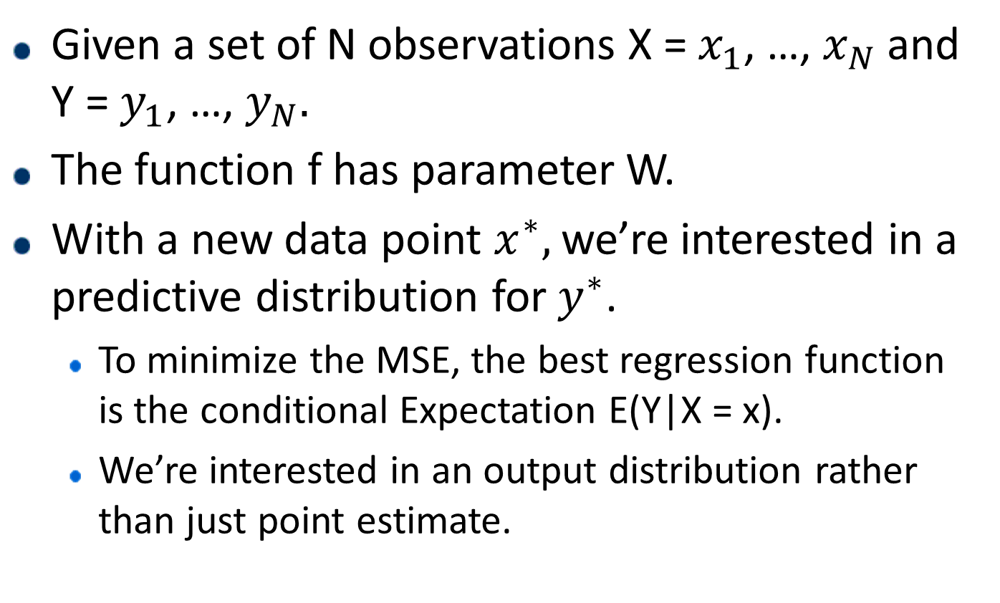 • Given a set of N observations X = x₁, ..., x_N and
Y = y₁, ..., y_N.
• The function f has parameter W.
• With a new data point x*, we’re interested in a
predictive distribution for y*.
• To minimize the MSE, the best regression function
is the conditional Expectation E(Y|X = x).
• We’re interested in an output distribution rather
than just point estimate.